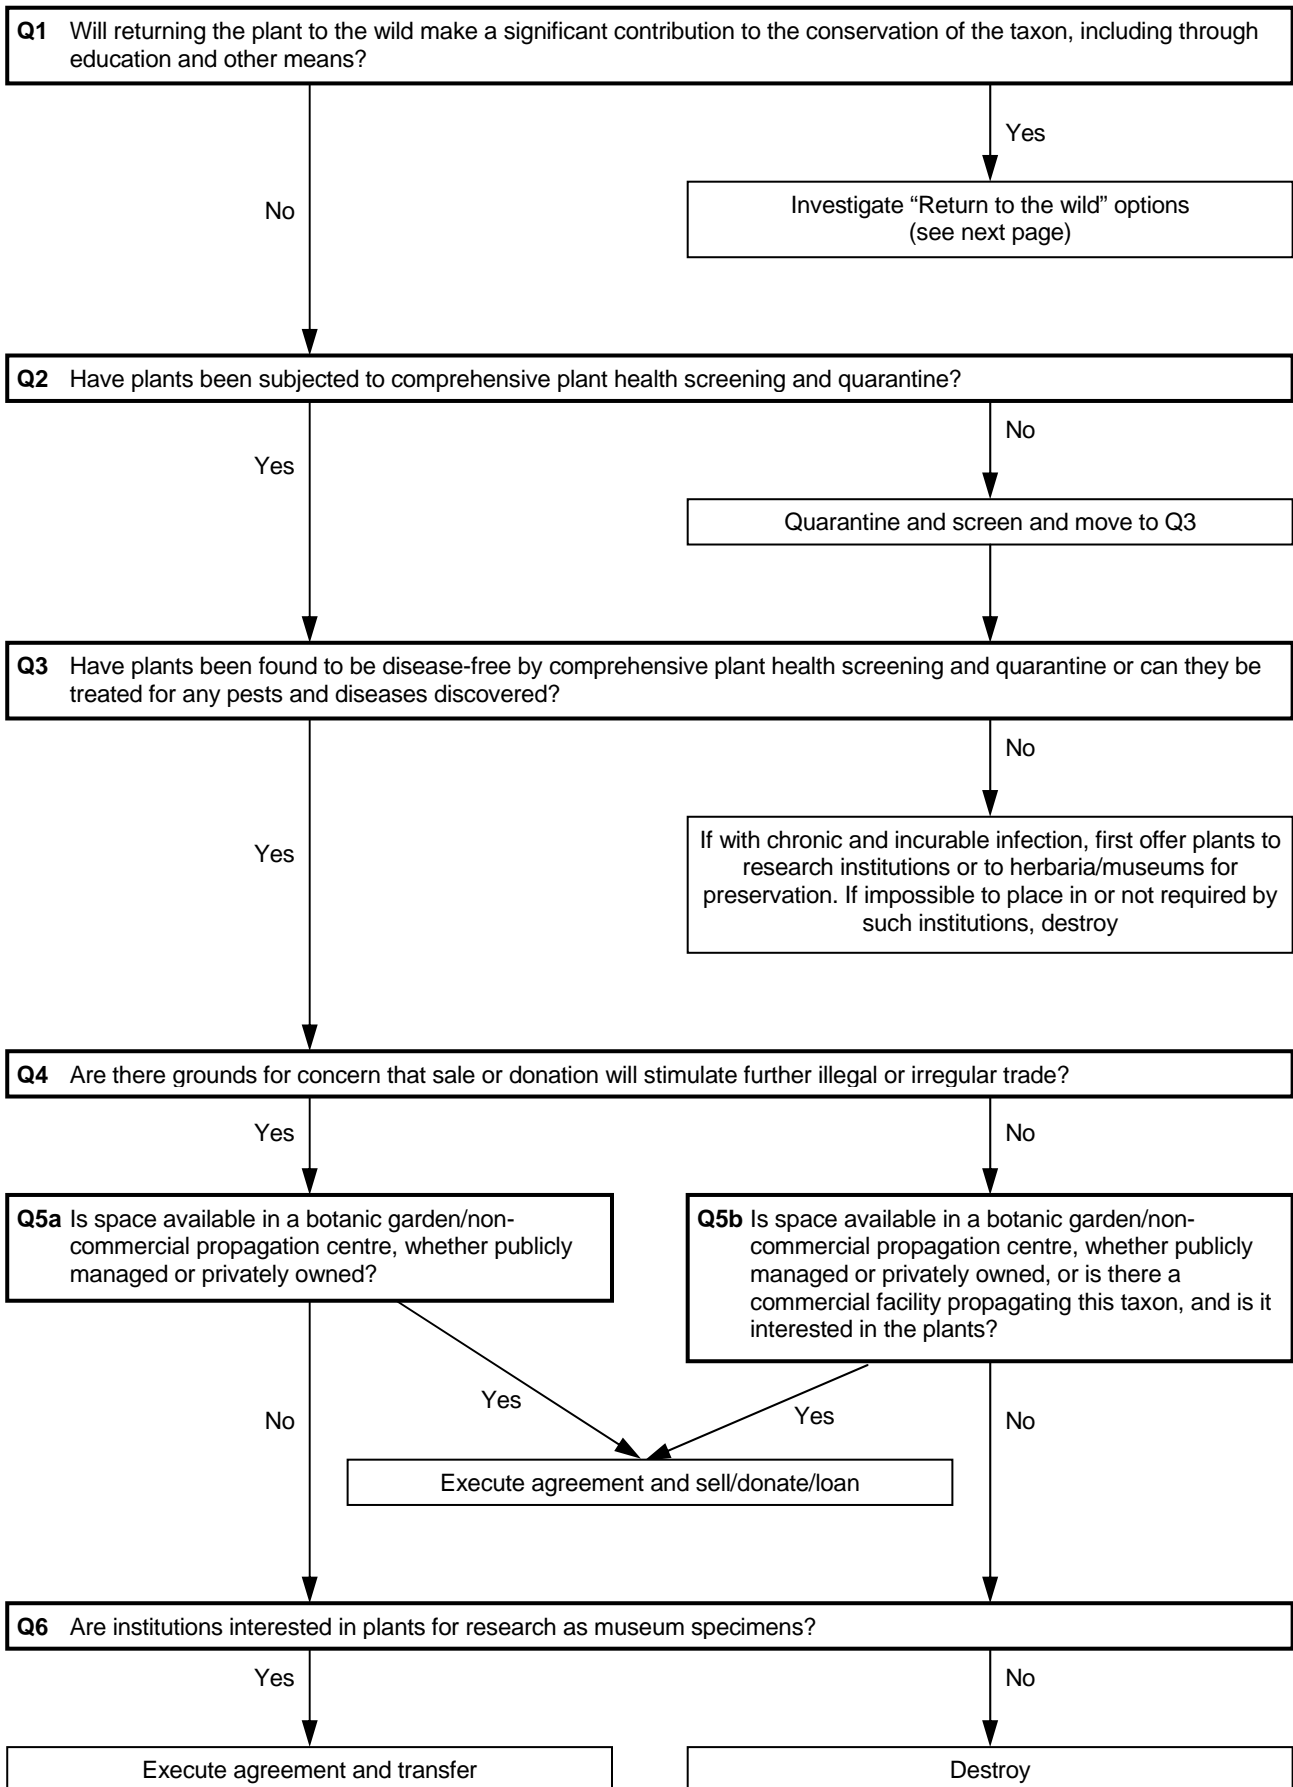 Q1 Will returning the plant to the wild make a significant contribution to the conservation of the taxon, including through
education and other means?
Yes
No
Investigate “Return to the wild” options
(see next page)
Q2 Have plants been subjected to comprehensive plant health screening and quarantine?
No
Yes
Quarantine and screen and move to Q3
Q3 Have plants been found to be disease-free by comprehensive plant health screening and quarantine or can they be
treated for any pests and diseases discovered?
No
Yes
If with chronic and incurable infection, first offer plants to
research institutions or to herbaria/museums for
preservation. If impossible to place in or not required by
such institutions, destroy
Q4 Are there grounds for concern that sale or donation will stimulate further illegal or irregular trade?
Yes
No
Q5a Is space available in a botanic garden/non-
commercial propagation centre, whether publicly
managed or privately owned?
Q5b Is space available in a botanic garden/non-
commercial propagation centre, whether publicly
managed or privately owned, or is there a
commercial facility propagating this taxon, and is it
interested in the plants?
Yes
Yes
No
No
Execute agreement and sell/donate/loan
Q6 Are institutions interested in plants for research as museum specimens?
Yes
No
Execute agreement and transfer
Destroy